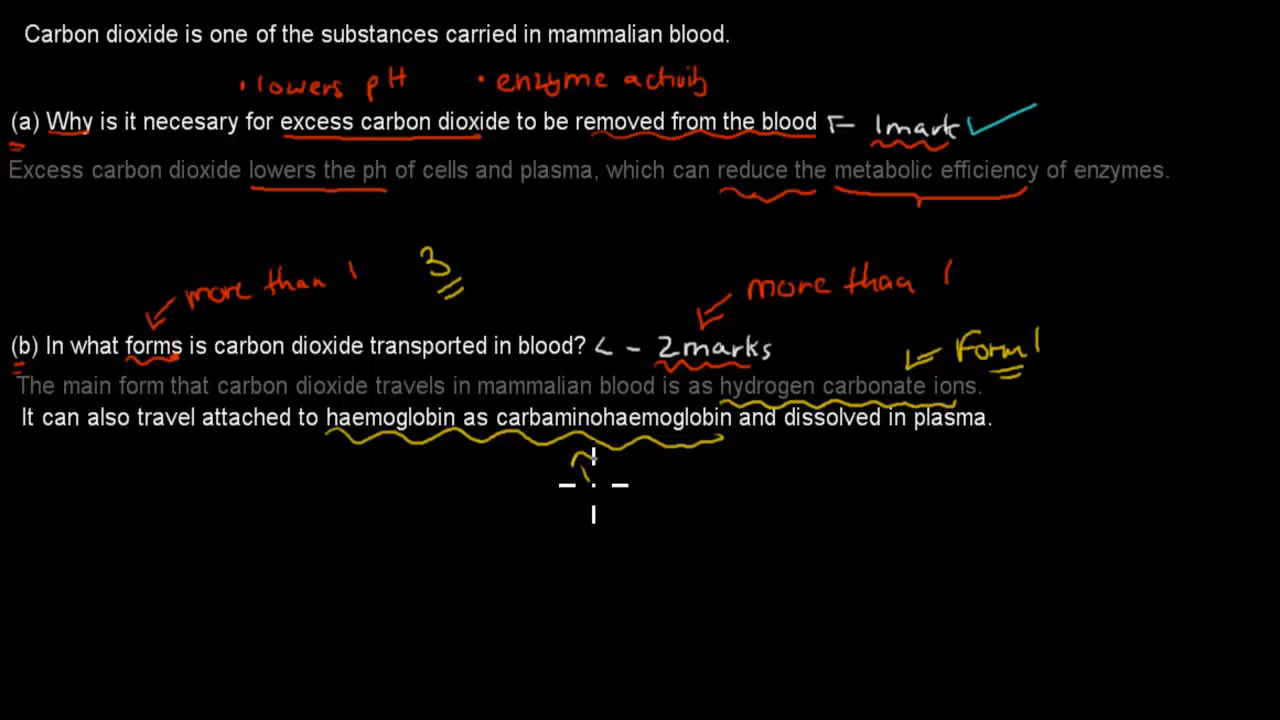 Carbon dioxide is one of the substances carried in mammalian blood.
• lowers pH • enzyme activity
(a) Why is it necesary for excess carbon dioxide to be removed from the blood - 1 mark
Excess carbon dioxide lowers the ph of cells and plasma, which can reduce the metabolic efficiency of enzymes.
more than 1 3 more than 1
(b) In what forms is carbon dioxide transported in blood? < - 2 marks Form 1
The main form that carbon dioxide travels in mammalian blood is as hydrogen carbonate ions.
It can also travel attached to haemoglobin as carbaminohaemoglobin and dissolved in plasma.